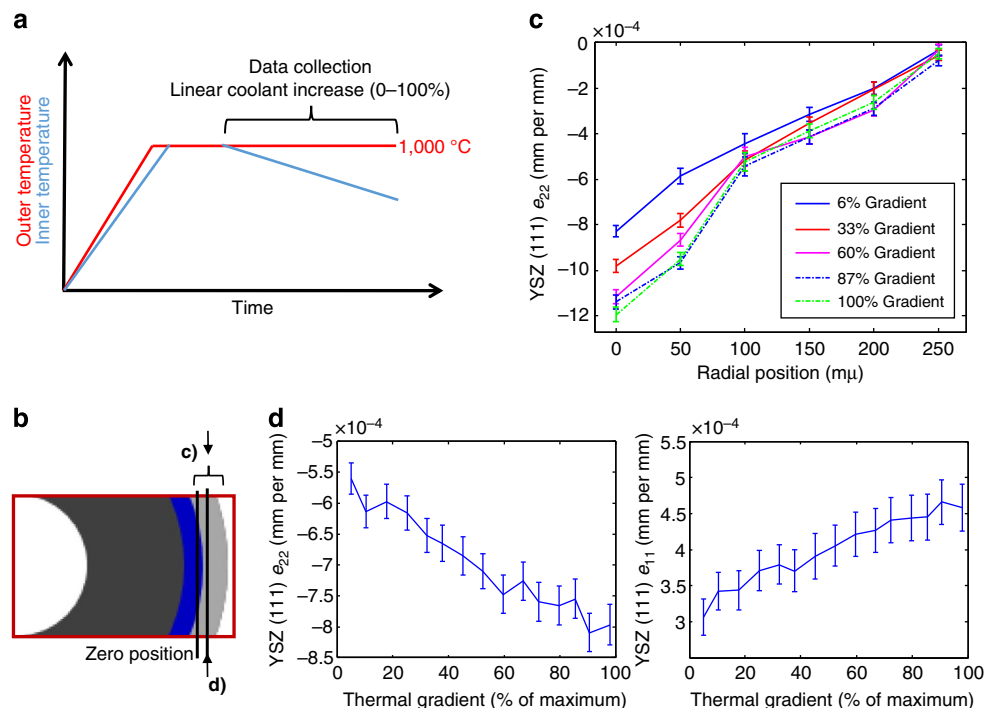 a
Outer temperature
Inner temperature
Data collection
Linear coolant increase (0–100%)
1,000 °C
Time
b
c)
Zero position
d)
c
×10⁻⁴
YSZ (111) e₂₂ (mm per mm)
0
−2
−4
−6
−8
−10
−12
0 50 100 150 200 250
Radial position (mμ)
6% Gradient
33% Gradient
60% Gradient
87% Gradient
100% Gradient
d
×10⁻⁴
YSZ (111) e₂₂ (mm per mm)
−5
−5.5
−6
−6.5
−7
−7.5
−8
−8.5
0 20 40 60 80 100
Thermal gradient (% of maximum)
×10⁻⁴
YSZ (111) e₁₁ (mm per mm)
5.5
5
4.5
4
3.5
3
0 20 40 60 80 100
Thermal gradient (% of maximum)